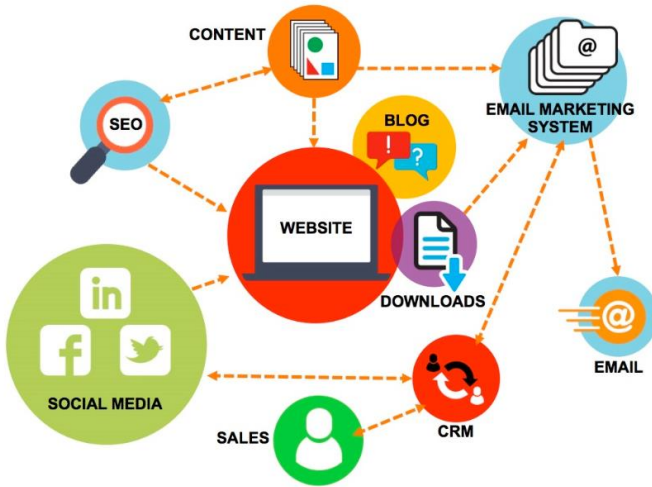 CONTENT
@
SEO
EMAIL MARKETING
SYSTEM
BLOG
!
?
WEBSITE
in
f
DOWNLOADS
@
EMAIL
SOCIAL MEDIA
SALES
CRM